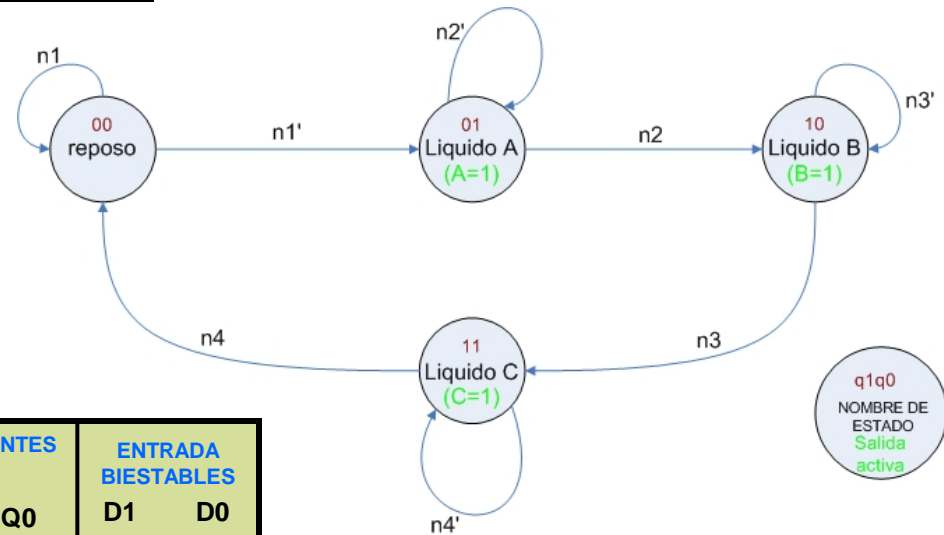 n1
00
reposo
n1'
n2'
01
Liquido A
(A=1)
n2
10
Liquido B
(B=1)
n3'
n4
11
Liquido C
(C=1)
n4'
n3
q1q0
NOMBRE DE
ESTADO
Salida
activa
ENTRADA
BIESTABLES
Q0
D1 D0